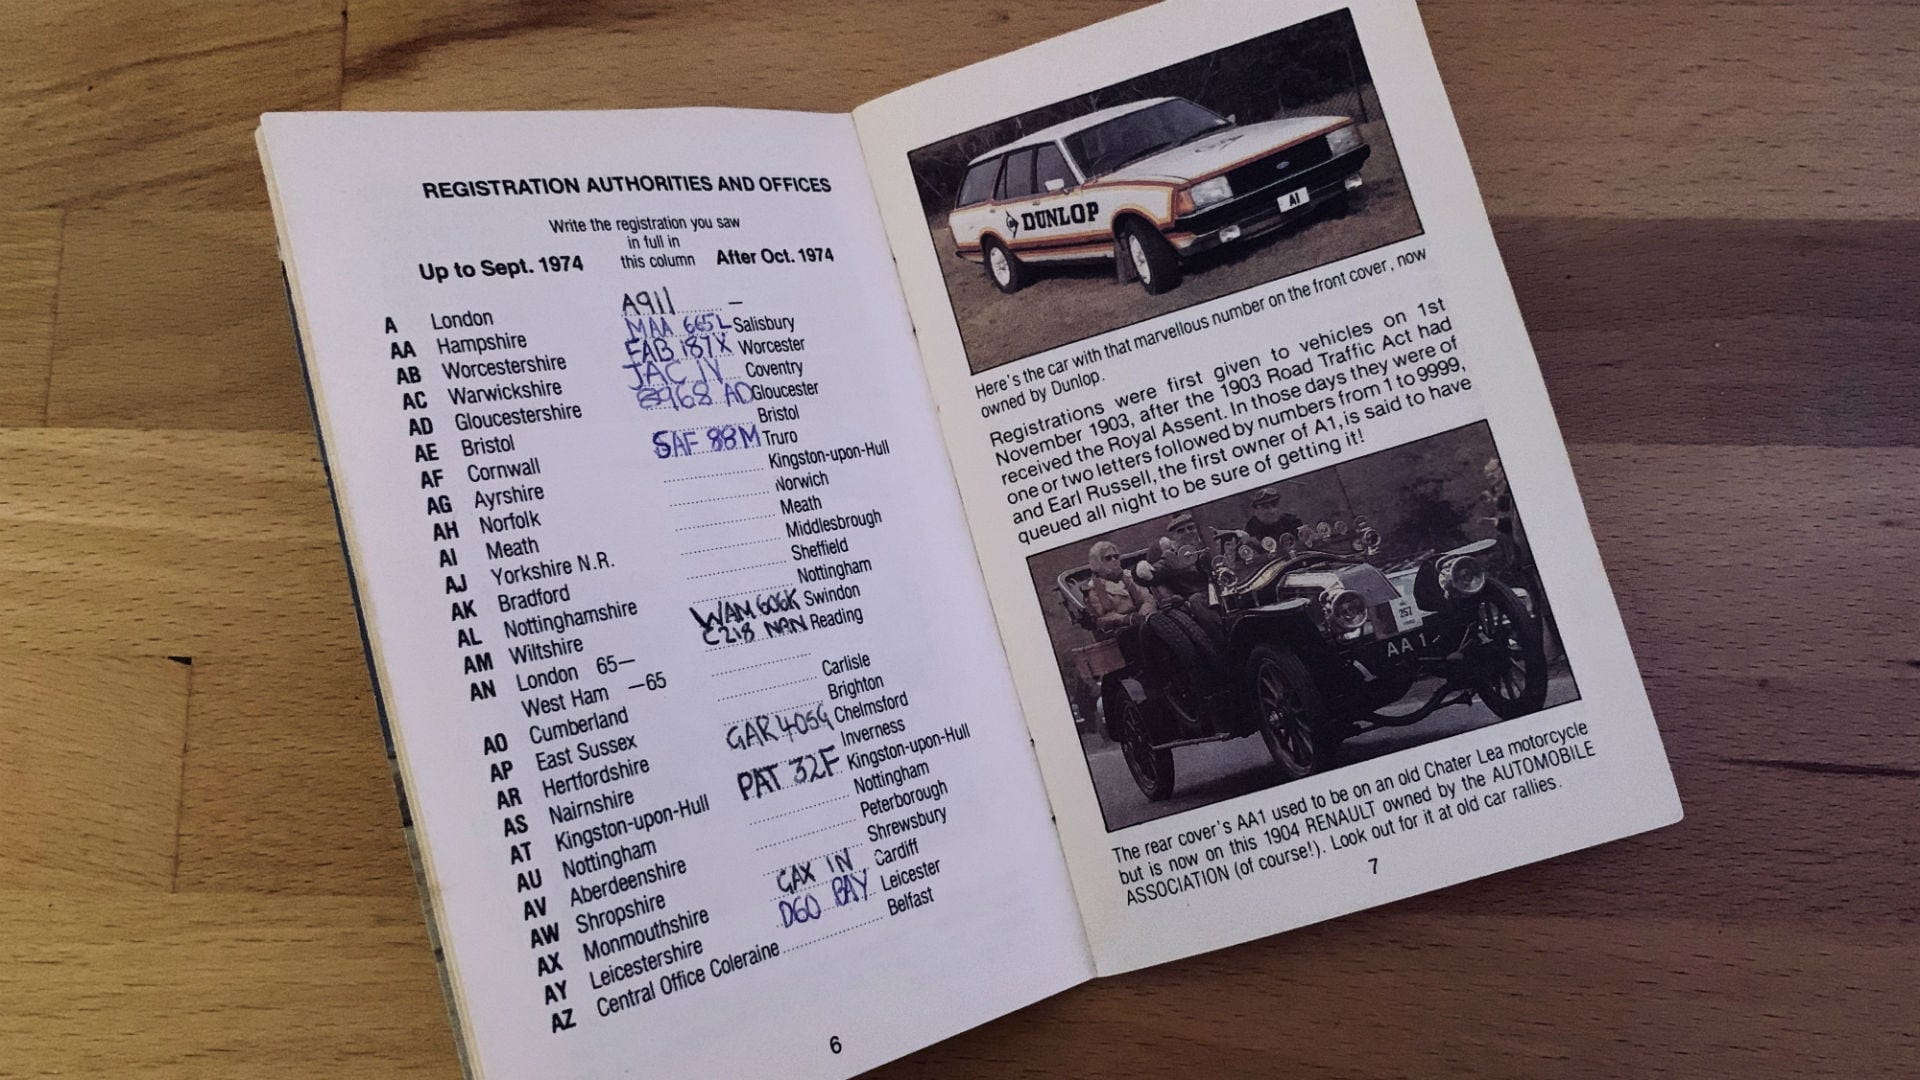 REGISTRATION AUTHORITIES AND OFFICES
Write the registration you saw
in full in
Up to Sept. 1974 this column After Oct. 1974
A London A911 –
AA Hampshire MAA 665L Salisbury
AB Worcestershire FAB 187X Worcester
AC Warwickshire JAC 1V Coventry
AD Gloucestershire 8968 AD Gloucester
AE Bristol Bristol
AF Cornwall SAF 88M Truro
AG Ayrshire Kingston-upon-Hull
AH Norfolk Norwich
AI Meath Meath
AJ Yorkshire N.R. Middlesbrough
AK Bradford Sheffield
AL Nottinghamshire Nottingham
AM Wiltshire WAM 606K Swindon
AN London 65— C218 NAN Reading
West Ham —65
AO Cumberland Carlisle
AP East Sussex Brighton
AR Hertfordshire GAR 405G Chelmsford
AS Nairnshire Inverness
AT Kingston-upon-Hull PAT 32F Kingston-upon-Hull
AU Nottingham Nottingham
AV Aberdeenshire Peterborough
AW Shropshire Shrewsbury
AX Monmouthshire GAX 1N Cardiff
AY Leicestershire D60 BAY Leicester
AZ Central Office Coleraine Belfast
6
DUNLOP
A1
Here's the car with that marvellous number on the front cover, now
owned by Dunlop.
Registrations were first given to vehicles on 1st
November 1903, after the 1903 Road Traffic Act had
received the Royal Assent. In those days they were of
one or two letters followed by numbers from 1 to 9999,
and Earl Russell, the first owner of A1, is said to have
queued all night to be sure of getting it!
257
AA 1
The rear cover's AA1 used to be on an old Chater Lea motorcycle
but is now on this 1904 RENAULT owned by the AUTOMOBILE
ASSOCIATION (of course!). Look out for it at old car rallies.
7